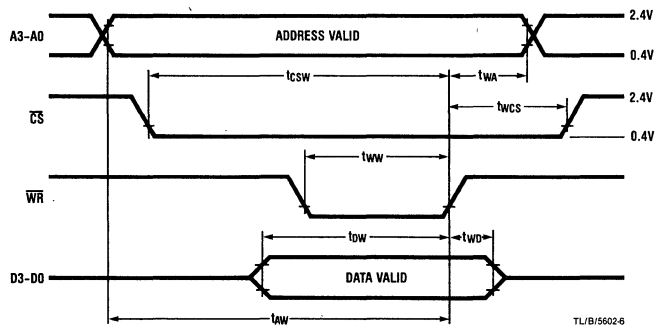 A3-A0
ADDRESS VALID
2.4V
0.4V
tCSW
tWA
tWCS
CS
2.4V
0.4V
tWW
WR
tDW
tWD
D3-D0
DATA VALID
tAW
TL/B/5602-6